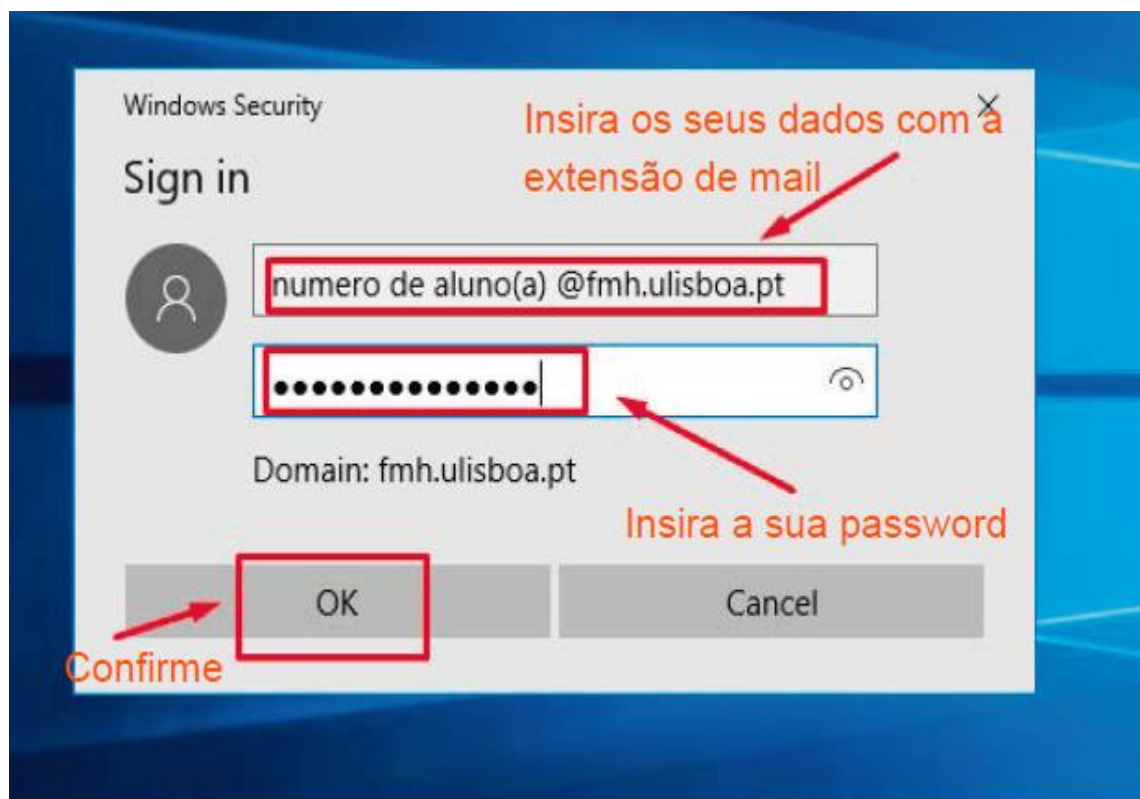 Windows Security
Insira os seus dados com a
extensão de mail
Sign in
numero de aluno(a) @fmh.ulisboa.pt
●●●●●●●●●●●●●●
Domain: fmh.ulisboa.pt
Insira a sua password
OK
Cancel
Confirme